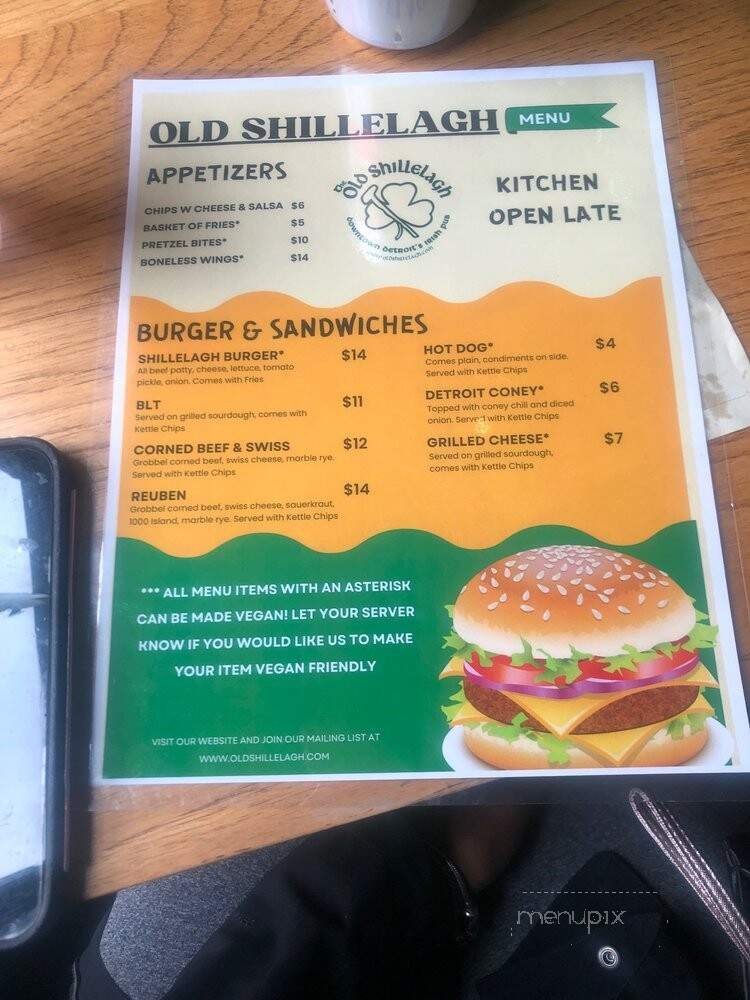 OLD SHILLELAGH MENU
APPETIZERS
CHIPS W CHEESE & SALSA $6
BASKET OF FRIES* $5
PRETZEL BITES* $10
BONELESS WINGS* $14
The Old Shillelagh
DOWNTOWN DETROIT'S IRISH PUB
www.oldshillelagh.com
KITCHEN
OPEN LATE
BURGER & SANDWICHES
SHILLELAGH BURGER* $14
All beef patty, cheese, lettuce, tomato
pickle, onion. Comes with Fries
BLT $11
Served on grilled sourdough, comes with
Kettle Chips
CORNED BEEF & SWISS $12
Grobbel corned beef, swiss cheese, marble rye.
Served with Kettle Chips
REUBEN $14
Grobbel corned beef, swiss cheese, sauerkraut,
1000 Island, marble rye. Served with Kettle Chips
HOT DOG* $4
Comes plain, condiments on side.
Served with Kettle Chips
DETROIT CONEY* $6
Topped with coney chili and diced
onion. Served with Kettle Chips
GRILLED CHEESE* $7
Served on grilled sourdough,
comes with Kettle Chips
*** ALL MENU ITEMS WITH AN ASTERISK
CAN BE MADE VEGAN! LET YOUR SERVER
KNOW IF YOU WOULD LIKE US TO MAKE
YOUR ITEM VEGAN FRIENDLY
VISIT OUR WEBSITE AND JOIN OUR MAILING LIST AT
WWW.OLDSHILLELAGH.COM
menupix